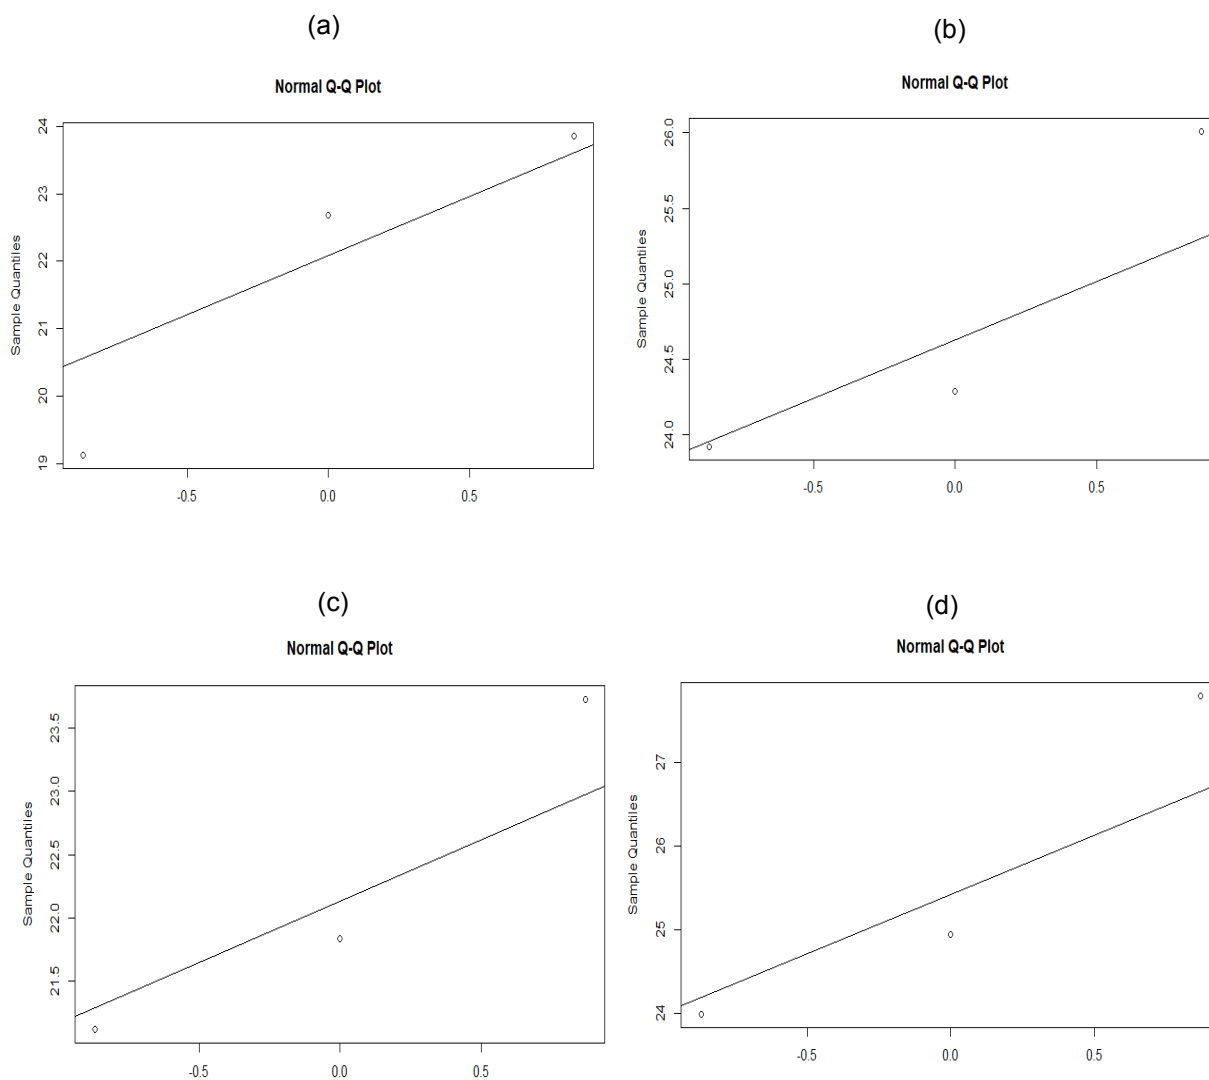 (a)
Normal Q-Q Plot
Sample Quantiles
24
23
22
21
20
19
-0.5 0.0 0.5
(b)
Normal Q-Q Plot
Sample Quantiles
26.0
25.5
25.0
24.5
24.0
-0.5 0.0 0.5
(c)
Normal Q-Q Plot
Sample Quantiles
23.5
23.0
22.5
22.0
21.5
-0.5 0.0 0.5
(d)
Normal Q-Q Plot
Sample Quantiles
27
26
25
24
-0.5 0.0 0.5